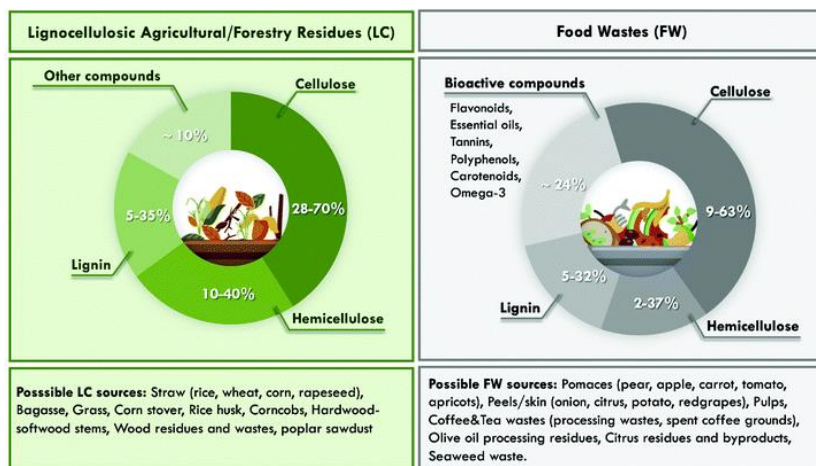 Lignocellulosic Agricultural/Forestry Residues (LC)
Other compounds
Cellulose
~ 10%
5-35%
28-70%
Lignin
10-40%
Hemicellulose
Posssible LC sources: Straw (rice, wheat, corn, rapeseed),
Bagasse, Grass, Corn stover, Rice husk, Corncobs, Hardwood-
softwood stems, Wood residues and wastes, poplar sawdust
Food Wastes (FW)
Bioactive compounds
Flavonoids,
Essential oils,
Tannins,
Polyphenols,
Carotenoids,
Omega-3
Cellulose
~ 24%
9-63%
5-32%
Lignin
2-37%
Hemicellulose
Possible FW sources: Pomaces (pear, apple, carrot, tomato,
apricots), Peels/skin (onion, citrus, potato, redgrapes), Pulps,
Coffee&Tea wastes (processing wastes, spent coffee grounds),
Olive oil processing residues, Citrus residues and byproducts,
Seaweed waste.